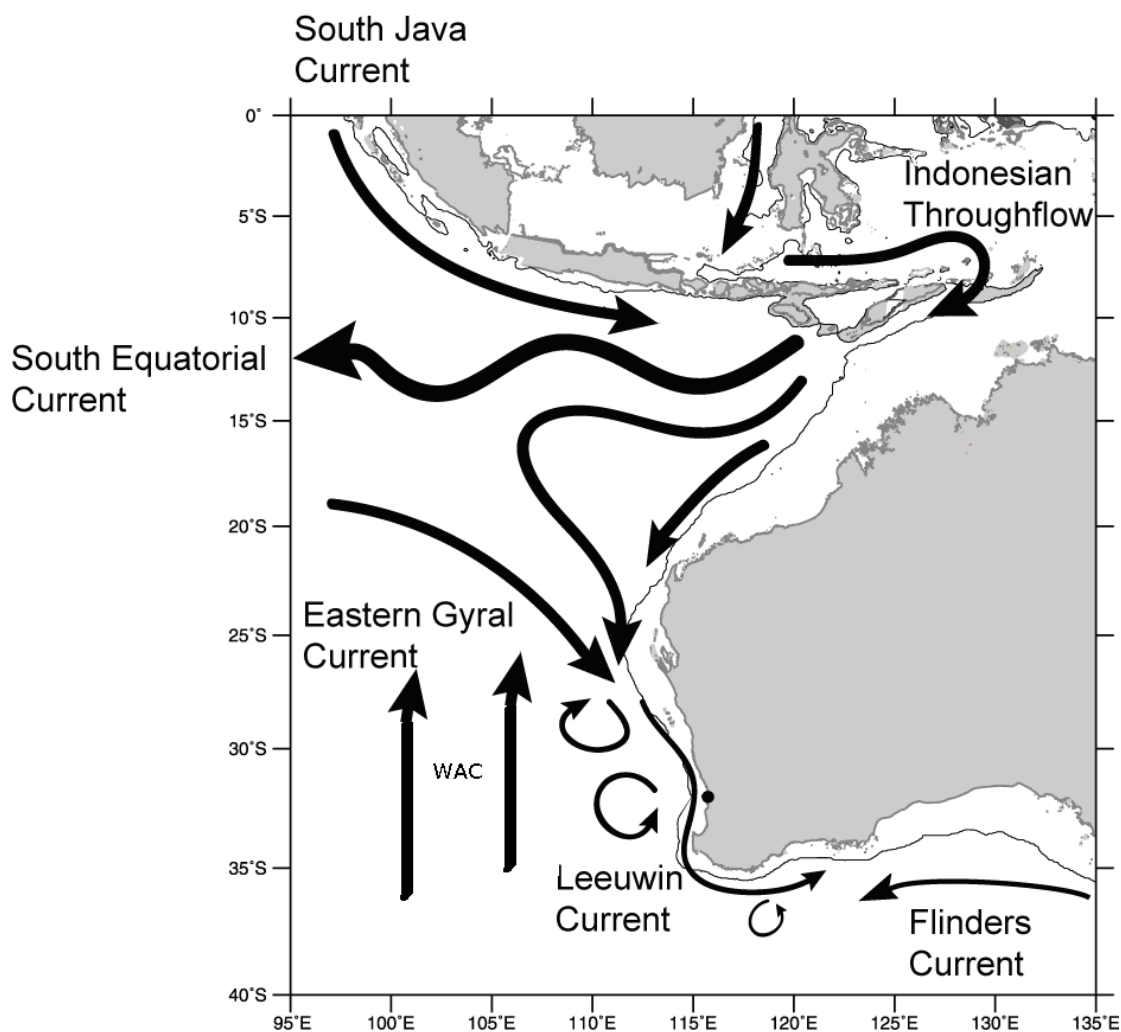 South Java
Current
0°
Indonesian
Throughflow
5°S
10°S
South Equatorial
Current
15°S
20°S
Eastern Gyral
Current
25°S
30°S
WAC
35°S
Leeuwin
Current
Flinders
Current
40°S
95°E 100°E 105°E 110°E 115°E 120°E 125°E 130°E 135°E